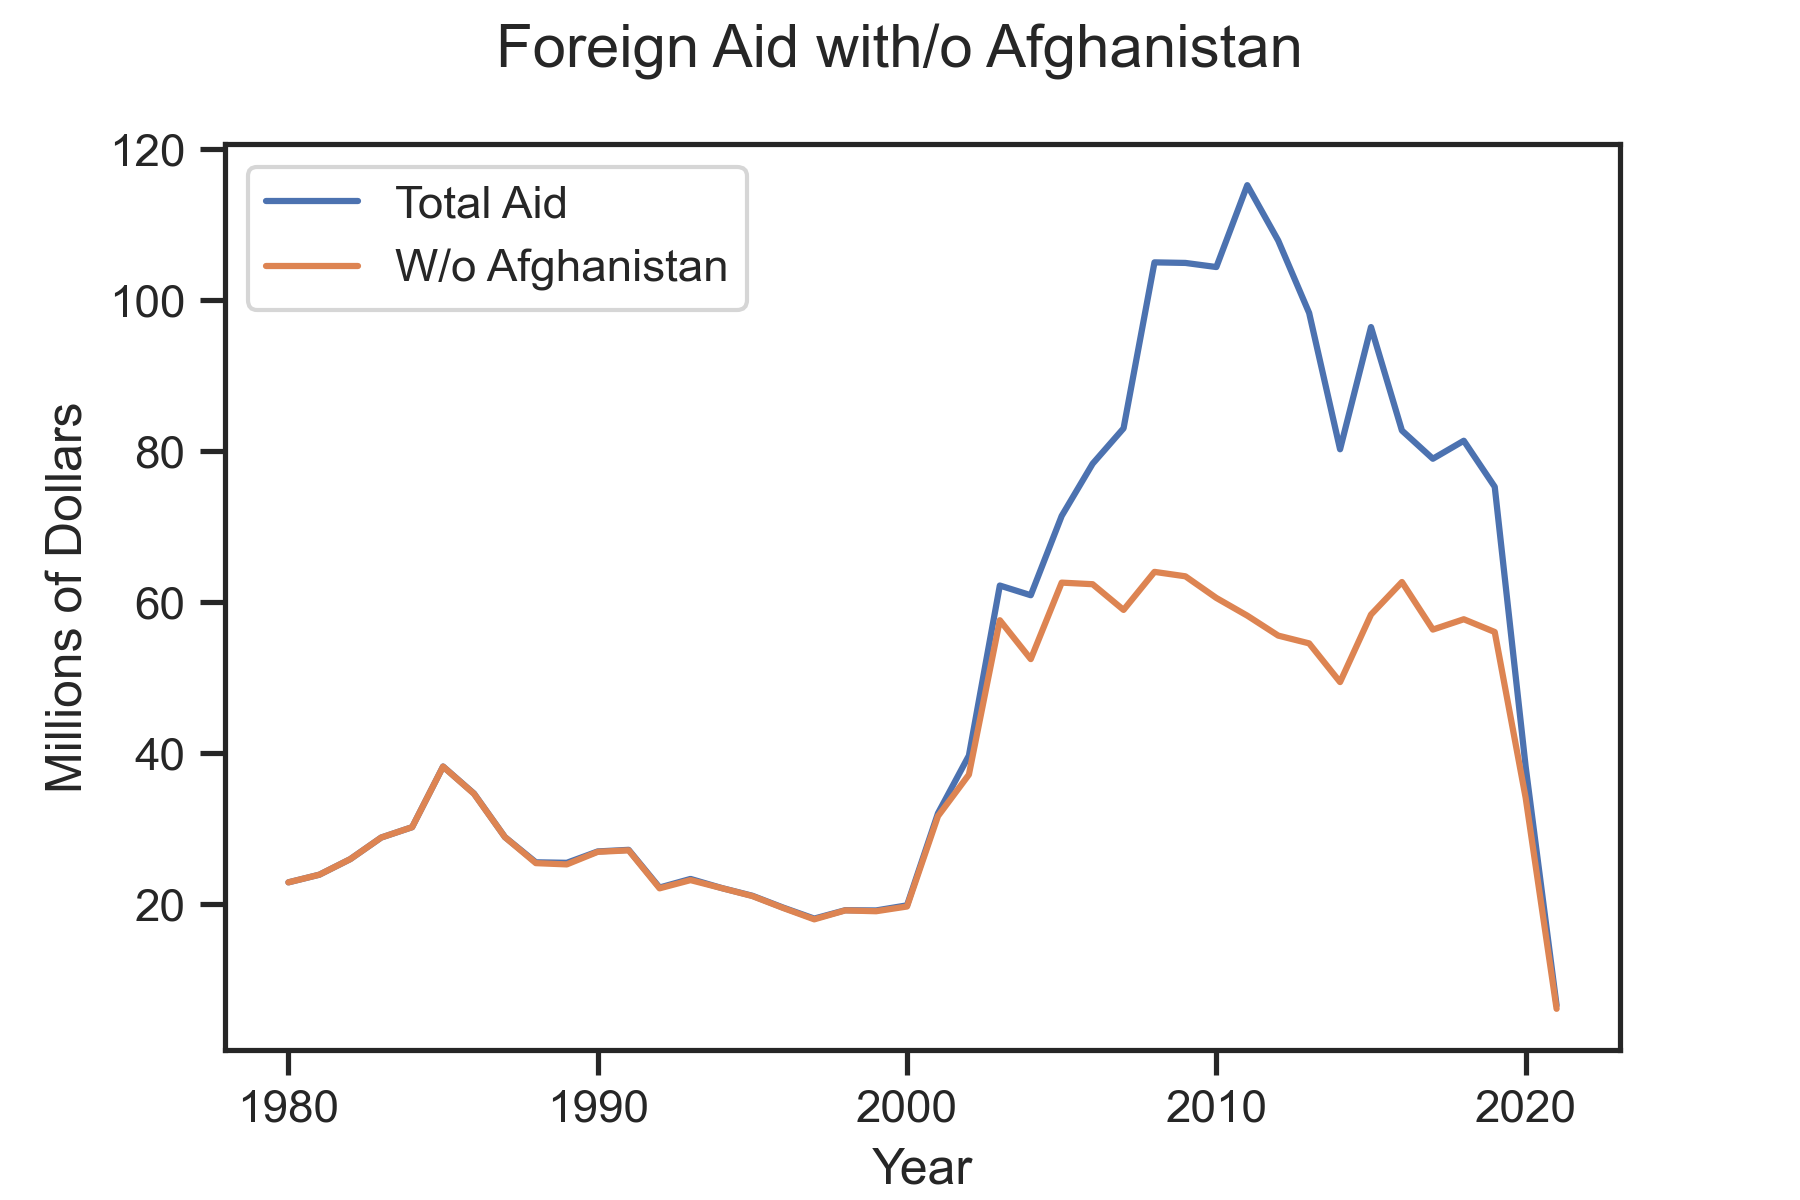 Foreign Aid with/o Afghanistan
120
100
80
60
40
20
Millions of Dollars
Total Aid
W/o Afghanistan
1980 1990 2000 2010 2020
Year